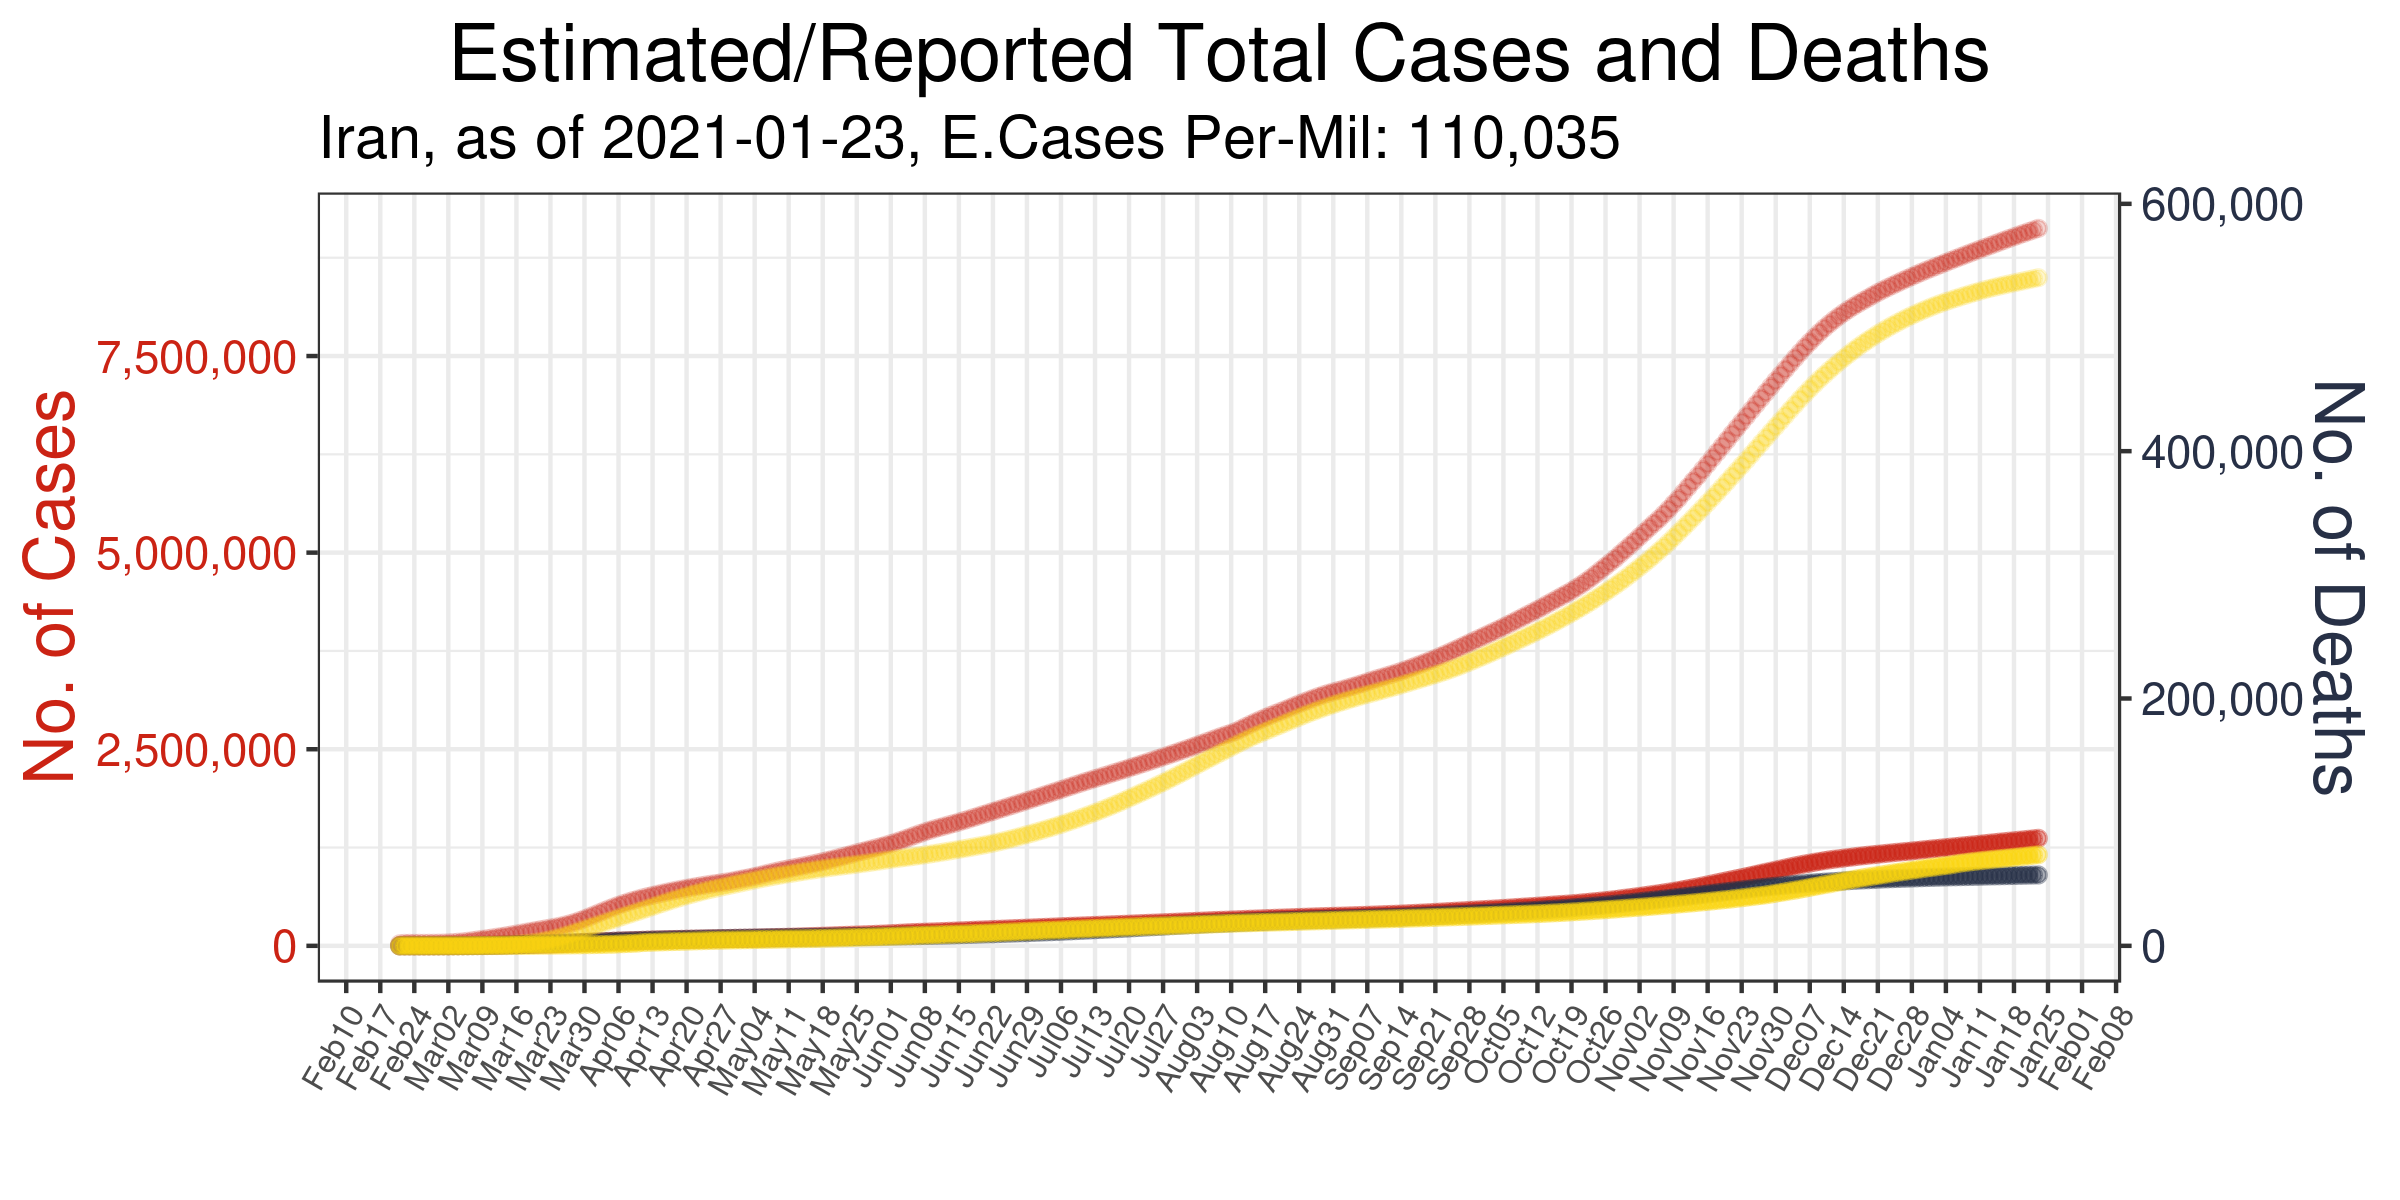 Estimated/Reported Total Cases and Deaths
Iran, as of 2021-01-23, E.Cases Per-Mil: 110,035
No. of Cases
7,500,000
5,000,000
2,500,000
0
600,000
400,000
200,000
0
No. of Deaths
Feb10
Feb17
Feb24
Mar02
Mar09
Mar16
Mar23
Mar30
Apr06
Apr13
Apr20
Apr27
May04
May11
May18
May25
Jun01
Jun08
Jun15
Jun22
Jun29
Jul06
Jul13
Jul20
Jul27
Aug03
Aug10
Aug17
Aug24
Aug31
Sep07
Sep14
Sep21
Sep28
Oct05
Oct12
Oct19
Oct26
Nov02
Nov09
Nov16
Nov23
Nov30
Dec07
Dec14
Dec21
Dec28
Jan04
Jan11
Jan18
Jan25
Feb01
Feb08